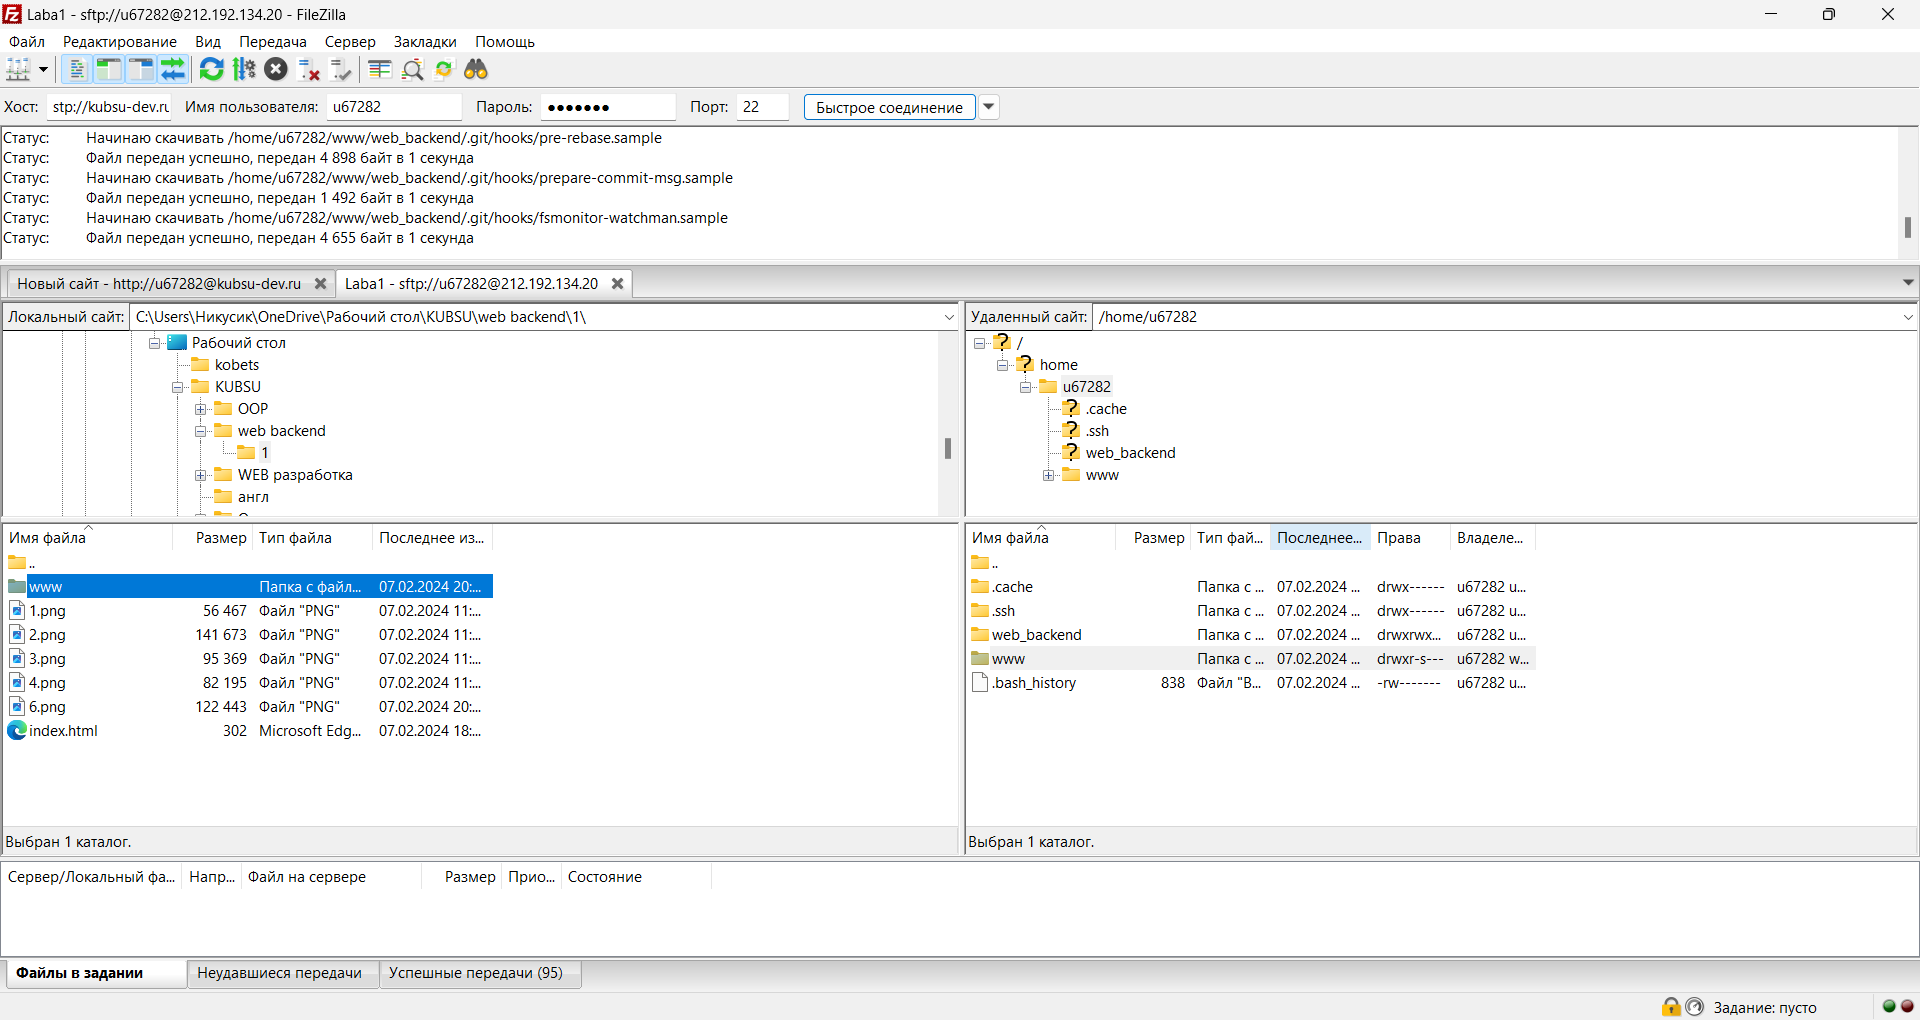 Laba1 - sftp://u67282@212.192.134.20 - FileZilla
Файл Редактирование Вид Передача Сервер Закладки Помощь
Хост: stp://kubsu-dev.ru Имя пользователя: u67282 Пароль: ●●●●●●● Порт: 22 Быстрое соединение
Статус: Начинаю скачивать /home/u67282/www/web_backend/.git/hooks/pre-rebase.sample
Статус: Файл передан успешно, передан 4 898 байт в 1 секунда
Статус: Начинаю скачивать /home/u67282/www/web_backend/.git/hooks/prepare-commit-msg.sample
Статус: Файл передан успешно, передан 1 492 байт в 1 секунда
Статус: Начинаю скачивать /home/u67282/www/web_backend/.git/hooks/fsmonitor-watchman.sample
Статус: Файл передан успешно, передан 4 655 байт в 1 секунда
Новый сайт - http://u67282@kubsu-dev.ru Laba1 - sftp://u67282@212.192.134.20
Локальный сайт: C:\Users\Никусик\OneDrive\Рабочий стол\KUBSU\web backend\1\
Рабочий стол
kobets
KUBSU
OOP
web backend
1
WEB разработка
англ
Удаленный сайт: /home/u67282
/
home
u67282
.cache
.ssh
web_backend
www
Имя файла Размер Тип файла Последнее из...
..
www Папка с файл... 07.02.2024 20:...
1.png 56 467 Файл "PNG" 07.02.2024 11:...
2.png 141 673 Файл "PNG" 07.02.2024 11:...
3.png 95 369 Файл "PNG" 07.02.2024 11:...
4.png 82 195 Файл "PNG" 07.02.2024 11:...
6.png 122 443 Файл "PNG" 07.02.2024 20:...
index.html 302 Microsoft Edg... 07.02.2024 18:...
Выбран 1 каталог.
Имя файла Размер Тип фай... Последнее... Права Владеле...
..
.cache Папка с ... 07.02.2024 ... drwx------ u67282 u...
.ssh Папка с ... 07.02.2024 ... drwx------ u67282 u...
web_backend Папка с ... 07.02.2024 ... drwxrwx... u67282 u...
www Папка с ... 07.02.2024 ... drwxr-s--- u67282 w...
.bash_history 838 Файл "B... 07.02.2024 ... -rw------- u67282 u...
Выбран 1 каталог.
Сервер/Локальный фа... Напр... Файл на сервере Размер Прио... Состояние
Файлы в задании Неудавшиеся передачи Успешные передачи (95)
Задание: пусто